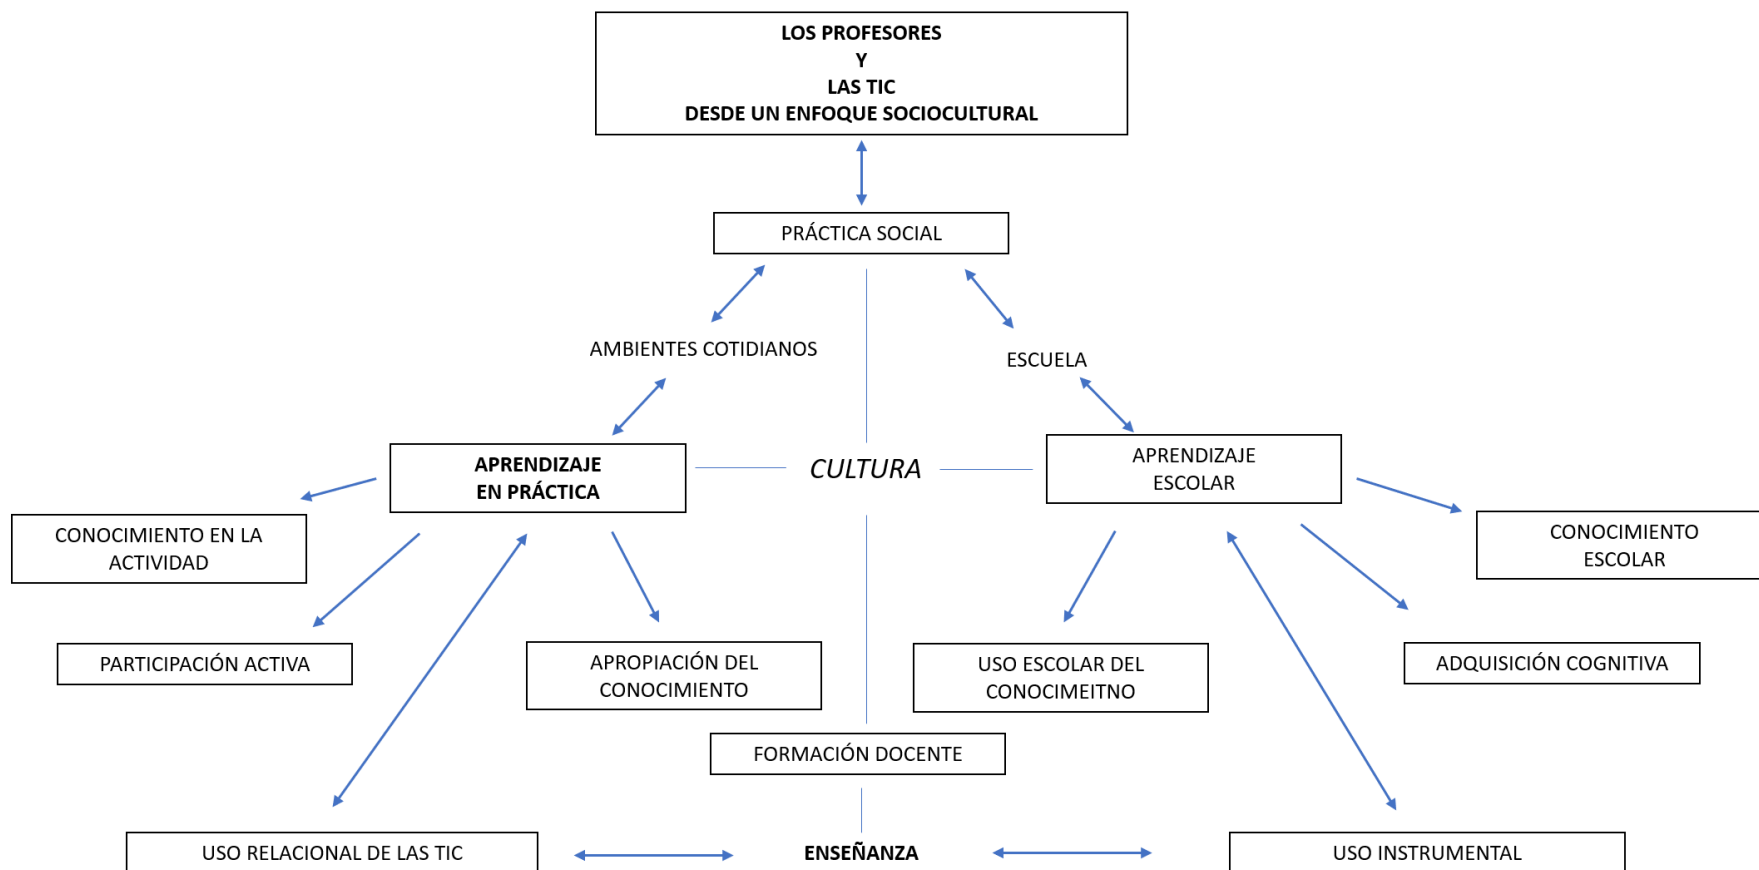 LOS PROFESORES
Y
LAS TIC
DESDE UN ENFOQUE SOCIOCULTURAL
PRÁCTICA SOCIAL
AMBIENTES COTIDIANOS
ESCUELA
APRENDIZAJE
EN PRÁCTICA
CULTURA
APRENDIZAJE
ESCOLAR
CONOCIMIENTO EN LA
ACTIVIDAD
CONOCIMIENTO
ESCOLAR
PARTICIPACIÓN ACTIVA
APROPIACIÓN DEL
CONOCIMIENTO
USO ESCOLAR DEL
CONOCIMEITNO
ADQUISICIÓN COGNITIVA
FORMACIÓN DOCENTE
USO RELACIONAL DE LAS TIC
ENSEÑANZA
USO INSTRUMENTAL